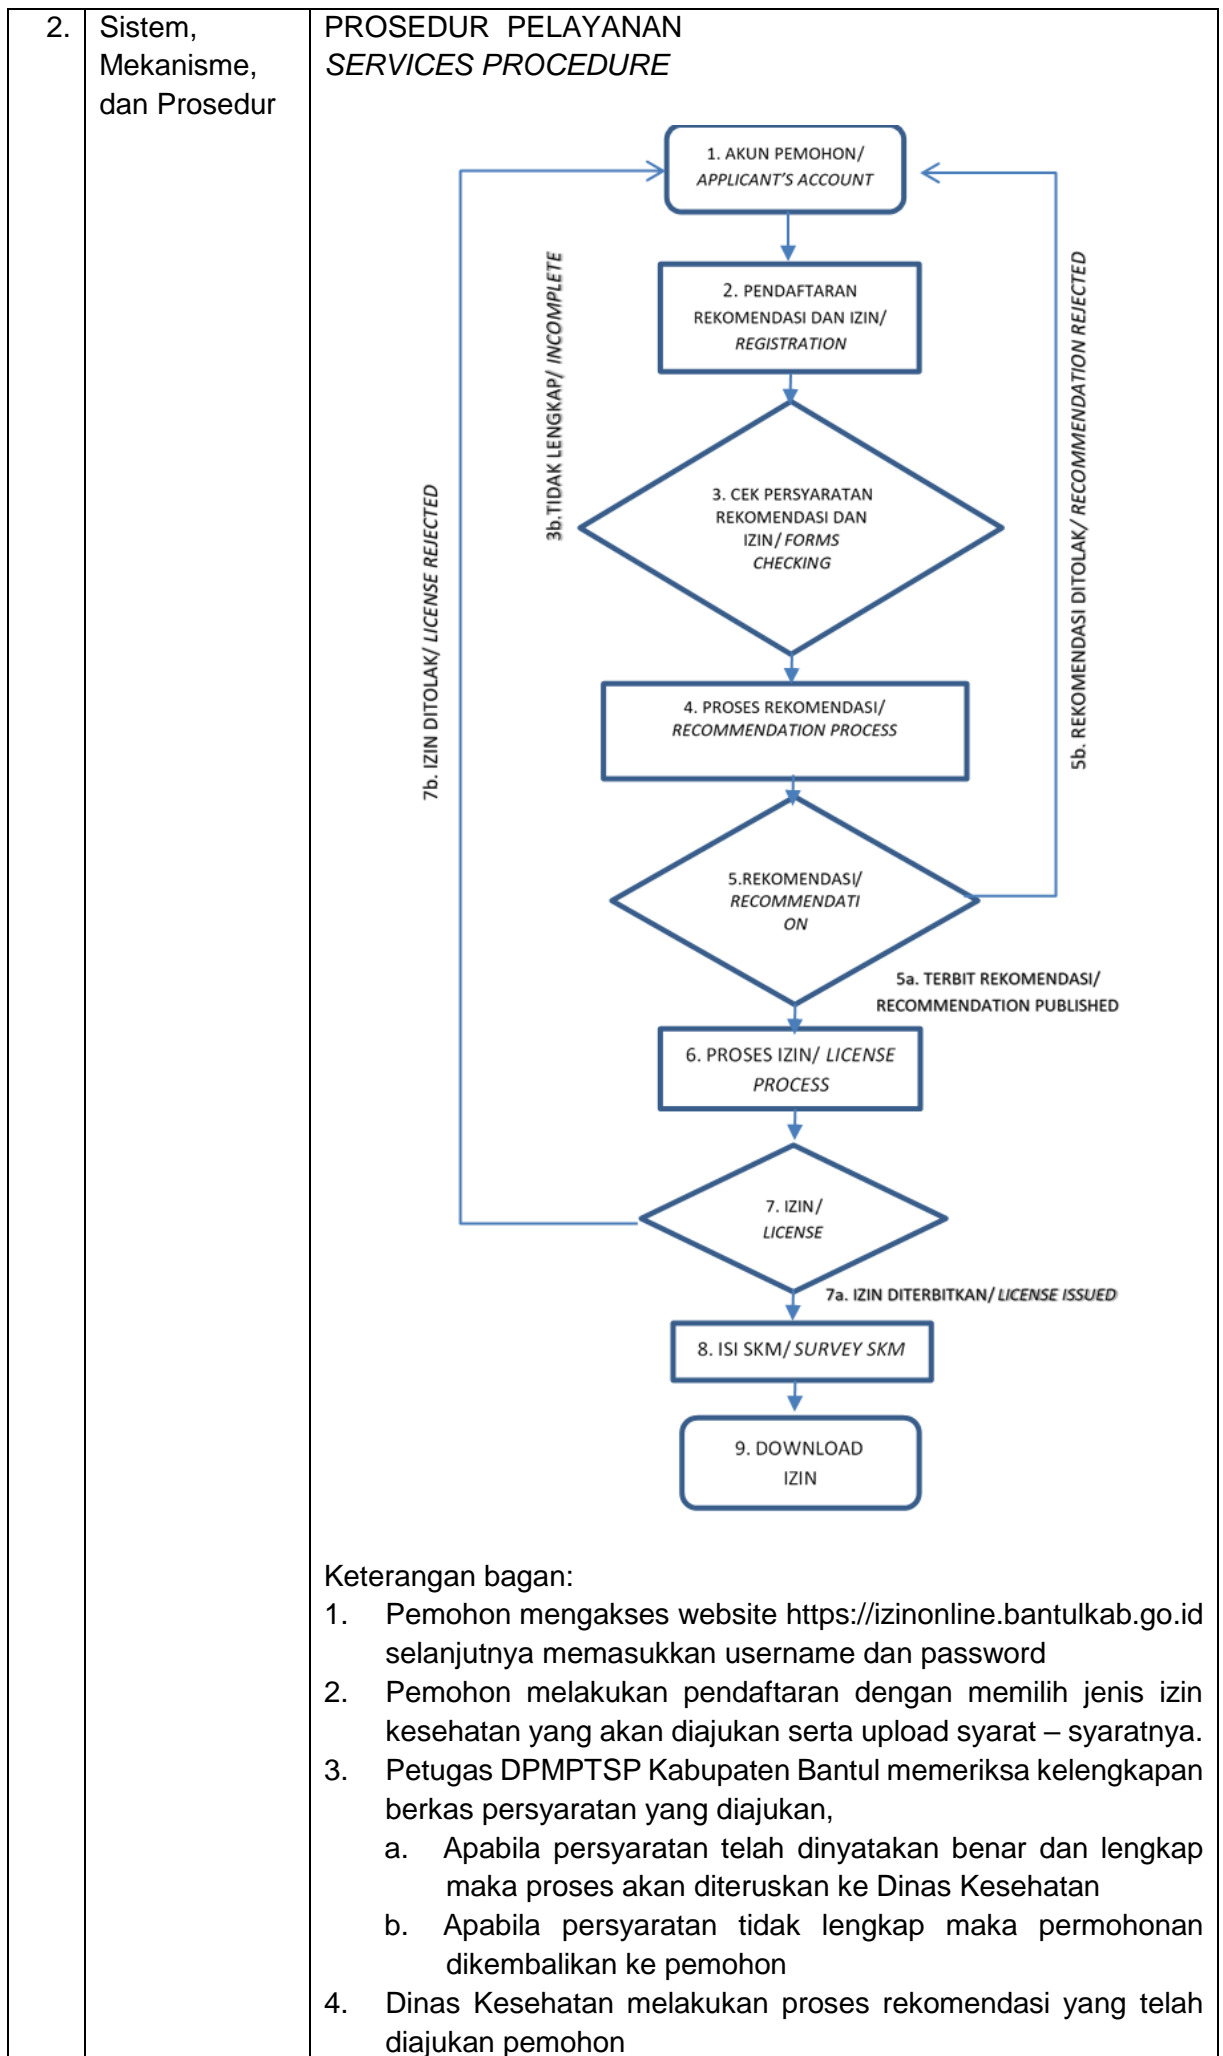 2. Sistem,
Mekanisme,
dan Prosedur
PROSEDUR PELAYANAN
SERVICES PROCEDURE
1. AKUN PEMOHON/
APPLICANT'S ACCOUNT
2. PENDAFTARAN
REKOMENDASI DAN IZIN/
REGISTRATION
3b.TIDAK LENGKAP/ INCOMPLETE
5b. REKOMENDASI DITOLAK/ RECOMMENDATION REJECTED
7b. IZIN DITOLAK/ LICENSE REJECTED
3. CEK PERSYARATAN
REKOMENDASI DAN
IZIN/ FORMS
CHECKING
4. PROSES REKOMENDASI/
RECOMMENDATION PROCESS
5.REKOMENDASI/
RECOMMENDATI
ON
5a. TERBIT REKOMENDASI/
RECOMMENDATION PUBLISHED
6. PROSES IZIN/ LICENSE
PROCESS
7. IZIN/
LICENSE
7a. IZIN DITERBITKAN/ LICENSE ISSUED
8. ISI SKM/ SURVEY SKM
9. DOWNLOAD
IZIN
Keterangan bagan:
1. Pemohon mengakses website https://izinonline.bantulkab.go.id
selanjutnya memasukkan username dan password
2. Pemohon melakukan pendaftaran dengan memilih jenis izin
kesehatan yang akan diajukan serta upload syarat – syaratnya.
3. Petugas DPMPTSP Kabupaten Bantul memeriksa kelengkapan
berkas persyaratan yang diajukan,
a. Apabila persyaratan telah dinyatakan benar dan lengkap
maka proses akan diteruskan ke Dinas Kesehatan
b. Apabila persyaratan tidak lengkap maka permohonan
dikembalikan ke pemohon
4. Dinas Kesehatan melakukan proses rekomendasi yang telah
diajukan pemohon